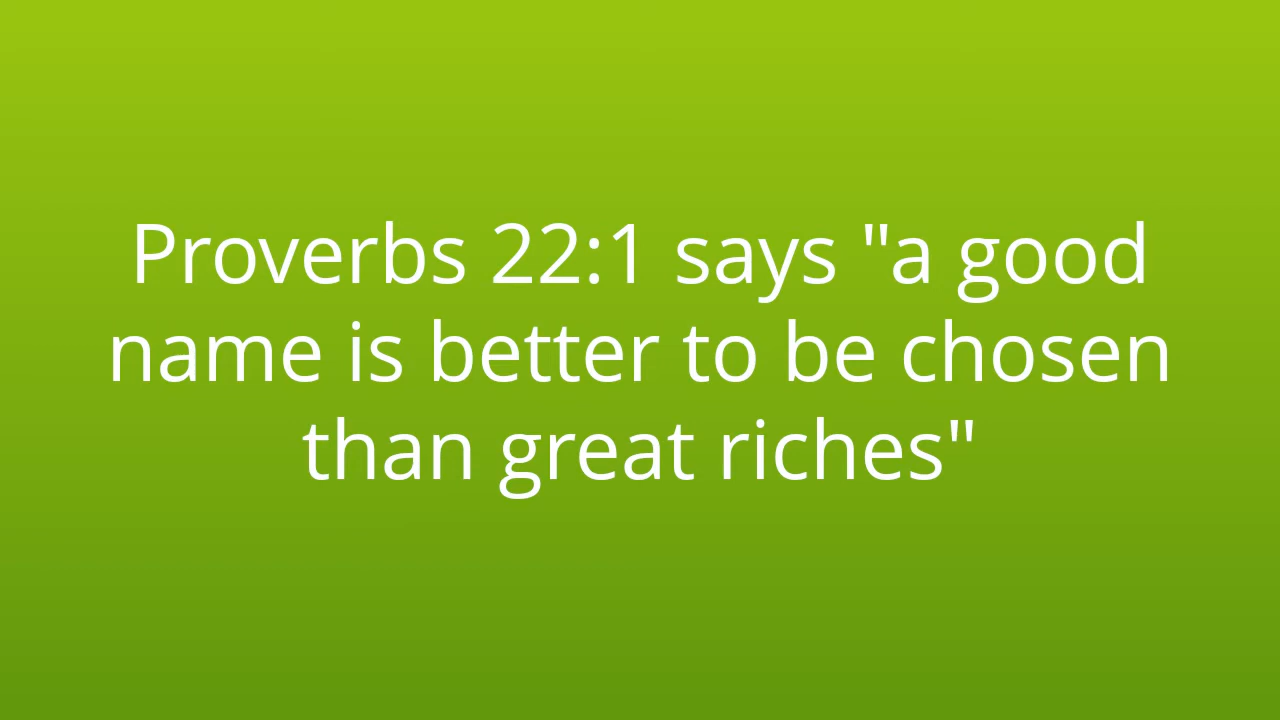 Proverbs 22:1 says "a good
name is better to be chosen
than great riches"